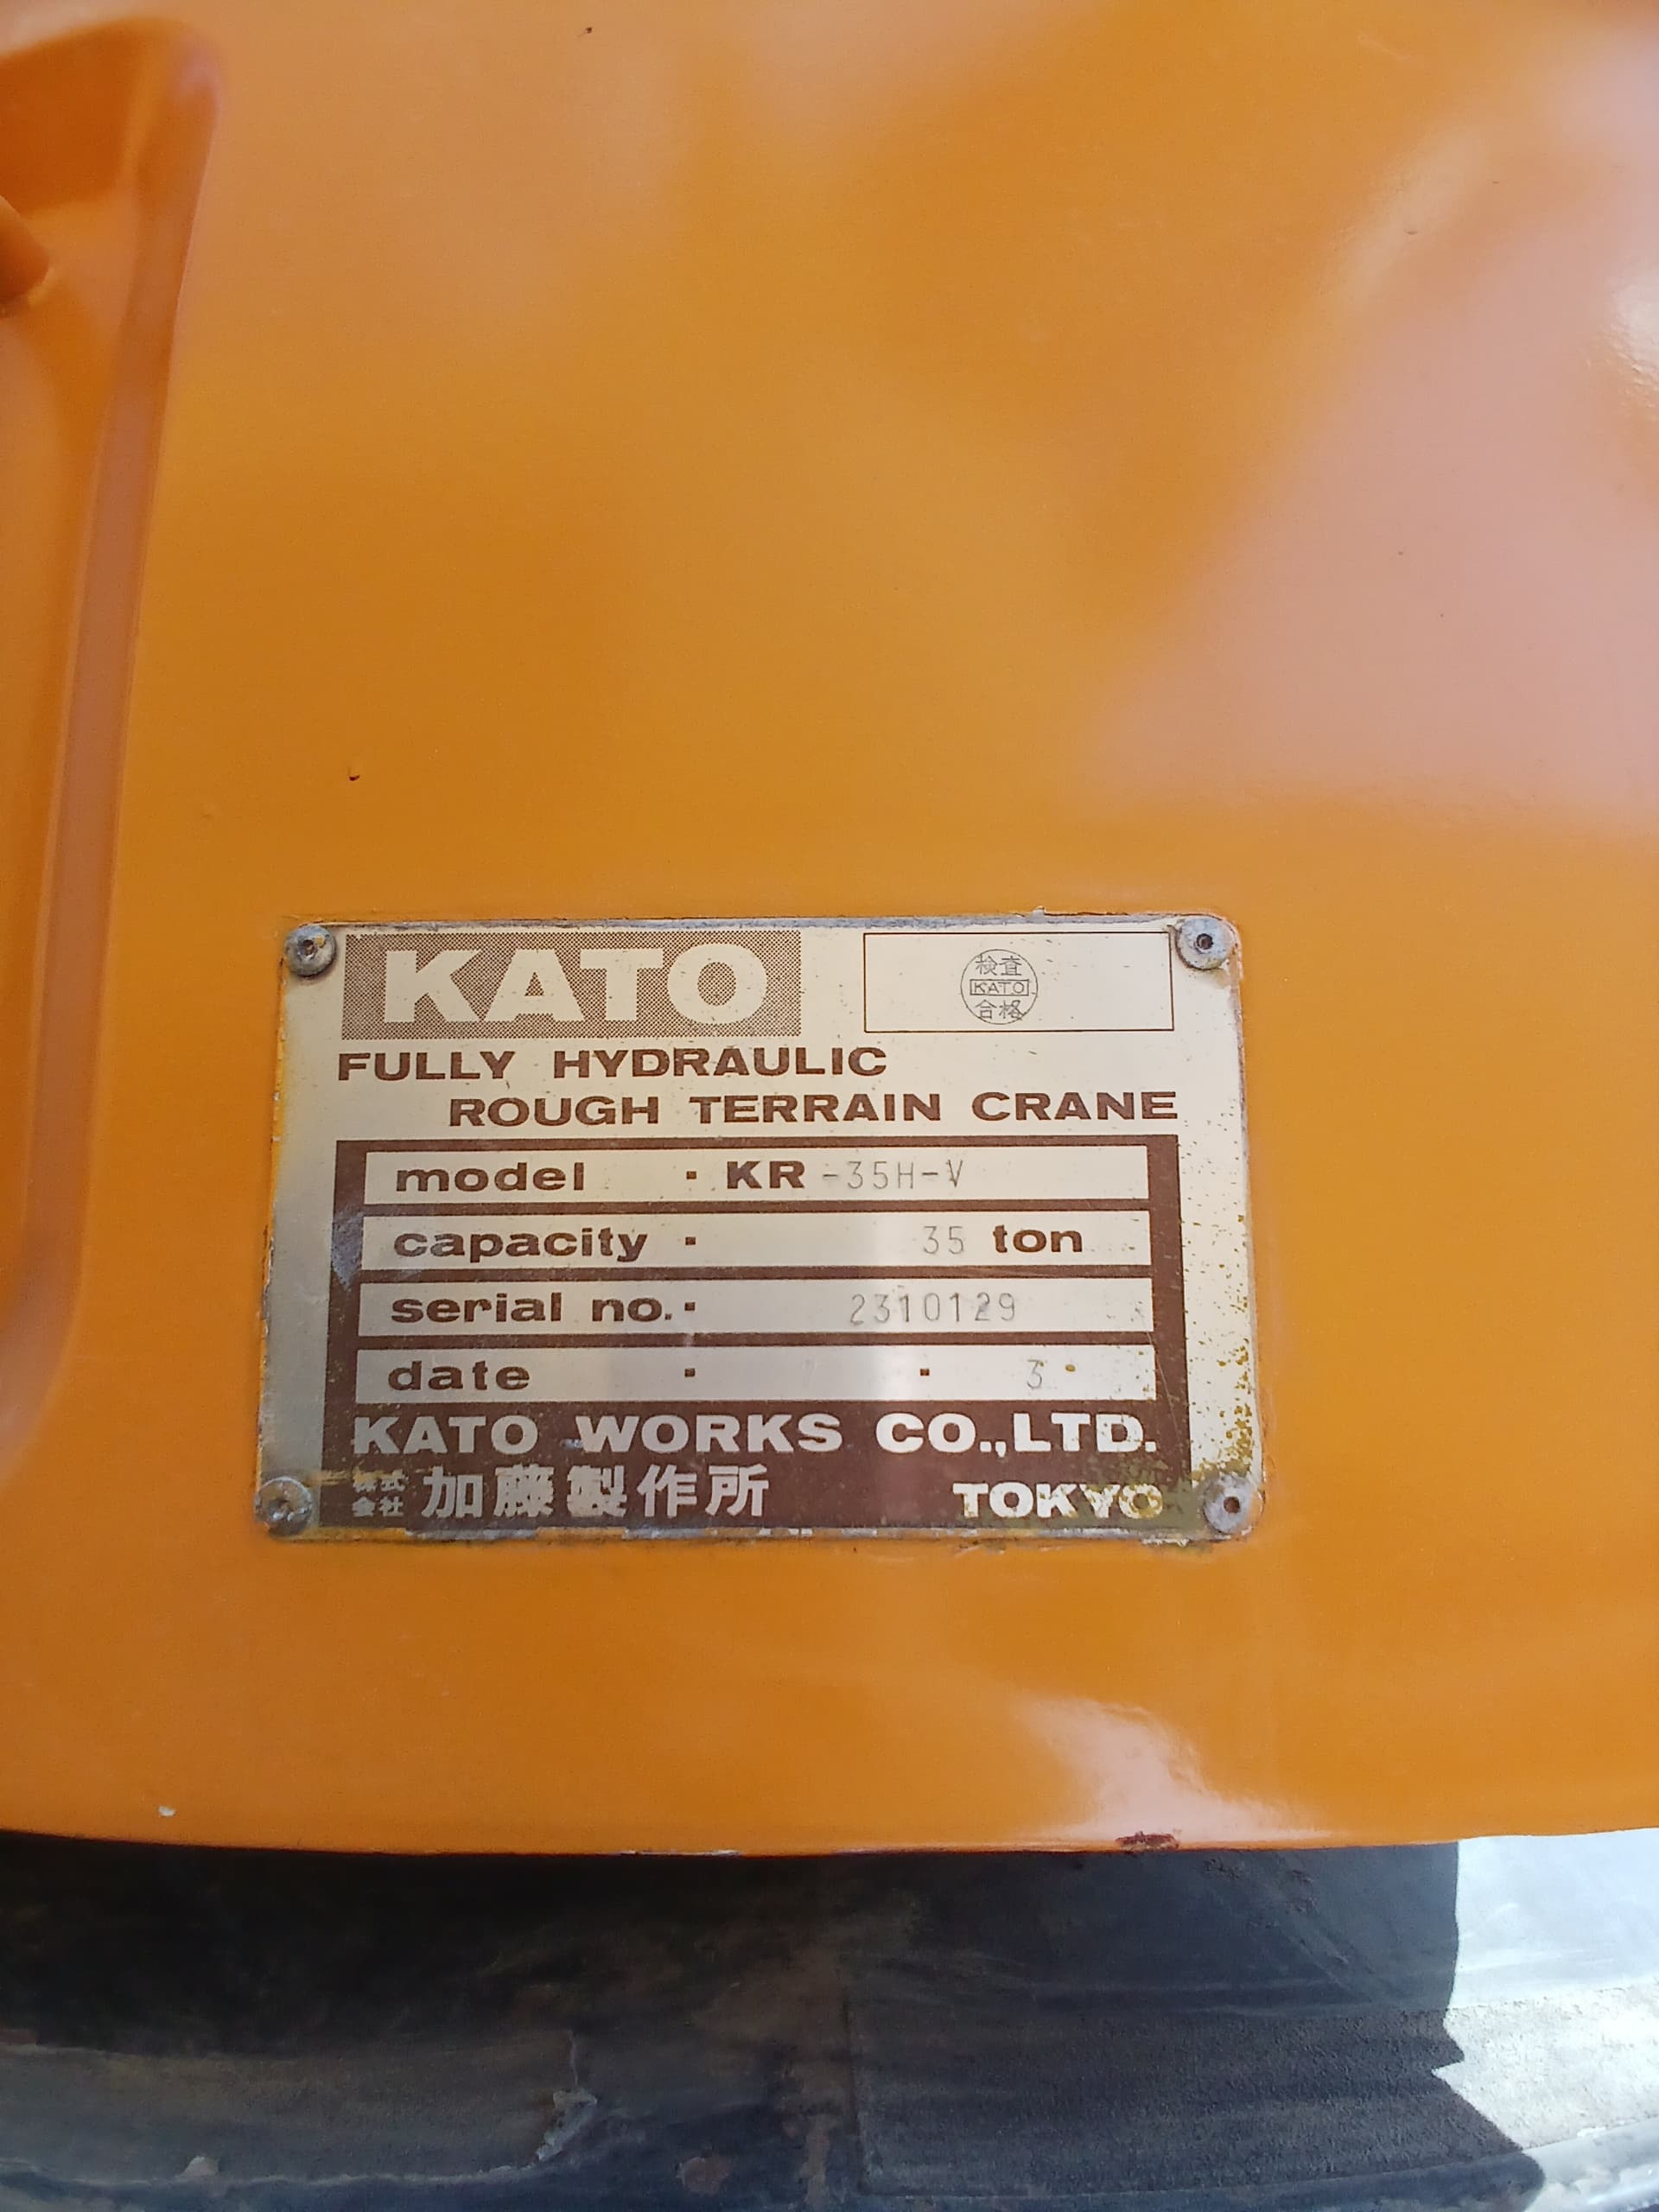 KATO
検査
KATO
合格
FULLY HYDRAULIC
ROUGH TERRAIN CRANE
model · KR -35H-V
capacity · 35 ton
serial no. · 2310129
date · · 3 ·
KATO WORKS CO.,LTD.
株式会社 加藤製作所 TOKYO